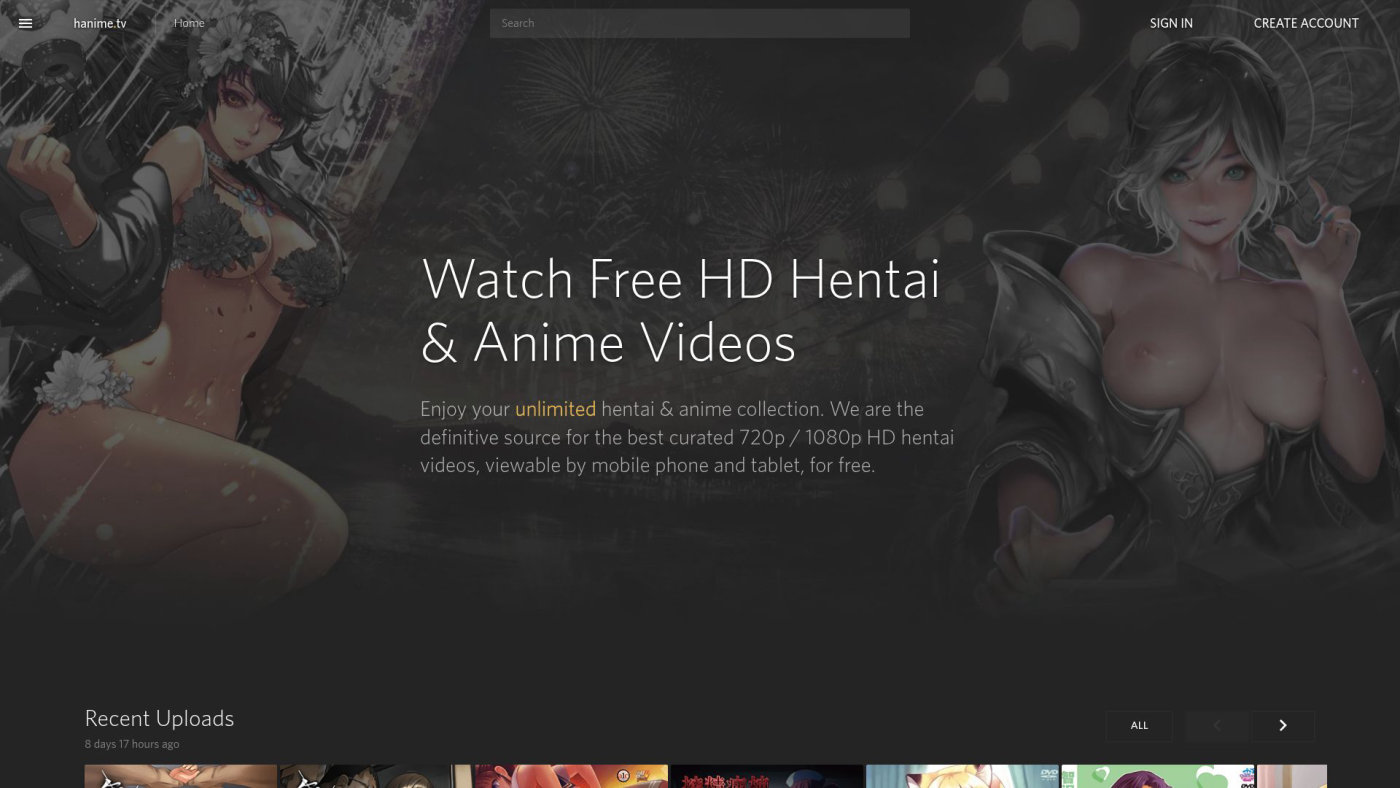 hanime.tv
Home
Search
SIGN IN
CREATE ACCOUNT
Watch Free HD Hentai
& Anime Videos
Enjoy your unlimited hentai & anime collection. We are the
definitive source for the best curated 720p / 1080p HD hentai
videos, viewable by mobile phone and tablet, for free.
Recent Uploads
ALL
8 days 17 hours ago